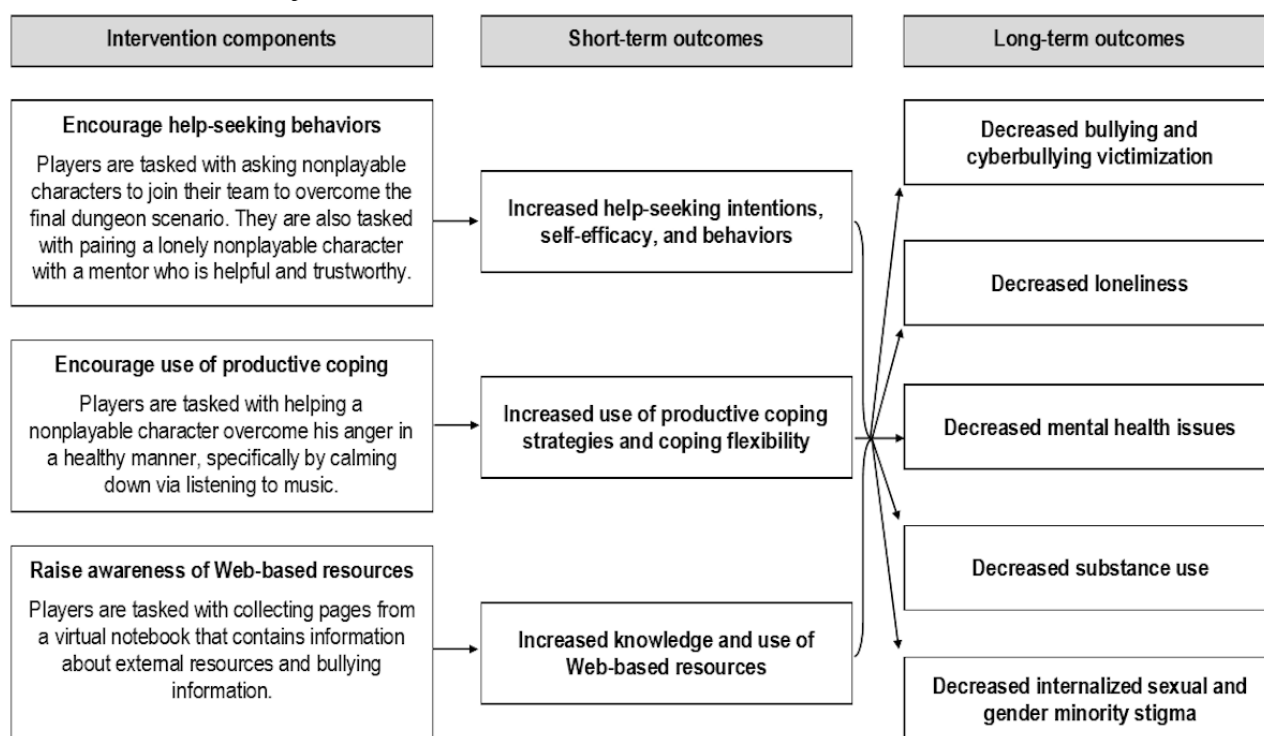 Intervention components
Short-term outcomes
Long-term outcomes
Encourage help-seeking behaviors
Players are tasked with asking nonplayable
characters to join their team to overcome the
final dungeon scenario. They are also tasked
with pairing a lonely nonplayable character
with a mentor who is helpful and trustworthy.
Encourage use of productive coping
Players are tasked with helping a
nonplayable character overcome his anger in
a healthy manner, specifically by calming
down via listening to music.
Raise awareness of Web-based resources
Players are tasked with collecting pages from
a virtual notebook that contains information
about external resources and bullying
information.
Increased help-seeking intentions,
self-efficacy, and behaviors
Increased use of productive coping
strategies and coping flexibility
Increased knowledge and use of
Web-based resources
Decreased bullying and
cyberbullying victimization
Decreased loneliness
Decreased mental health issues
Decreased substance use
Decreased internalized sexual and
gender minority stigma